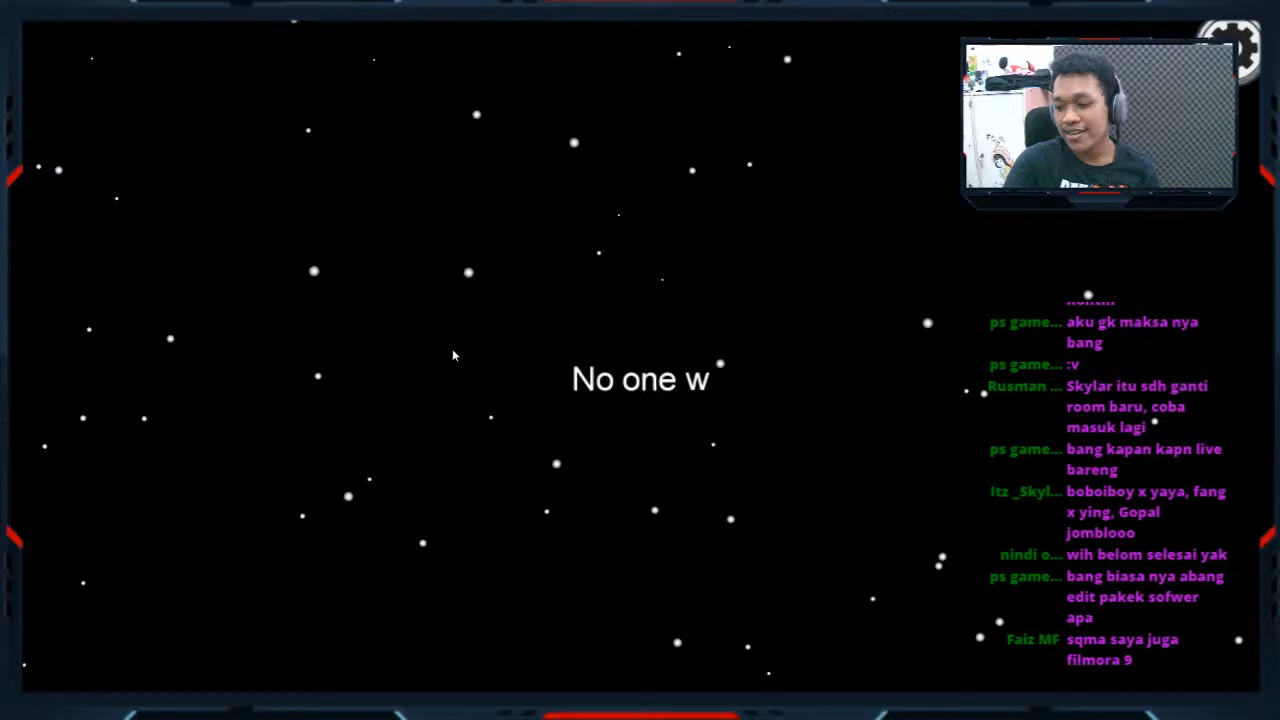 No one w
ps game... aku gk maksa nya
bang
ps game... :v
Rusman ... Skylar itu sdh ganti
room baru, coba
masuk lagi
ps game... bang kapan kapn live
bareng
Itz _Skyl... boboiboy x yaya, fang
x ying, Gopal
jomblooo
nindi o... wih belom selesai yak
ps game... bang biasa nya abang
edit pakek sofwer
apa
Faiz MF sqma saya juga
filmora 9